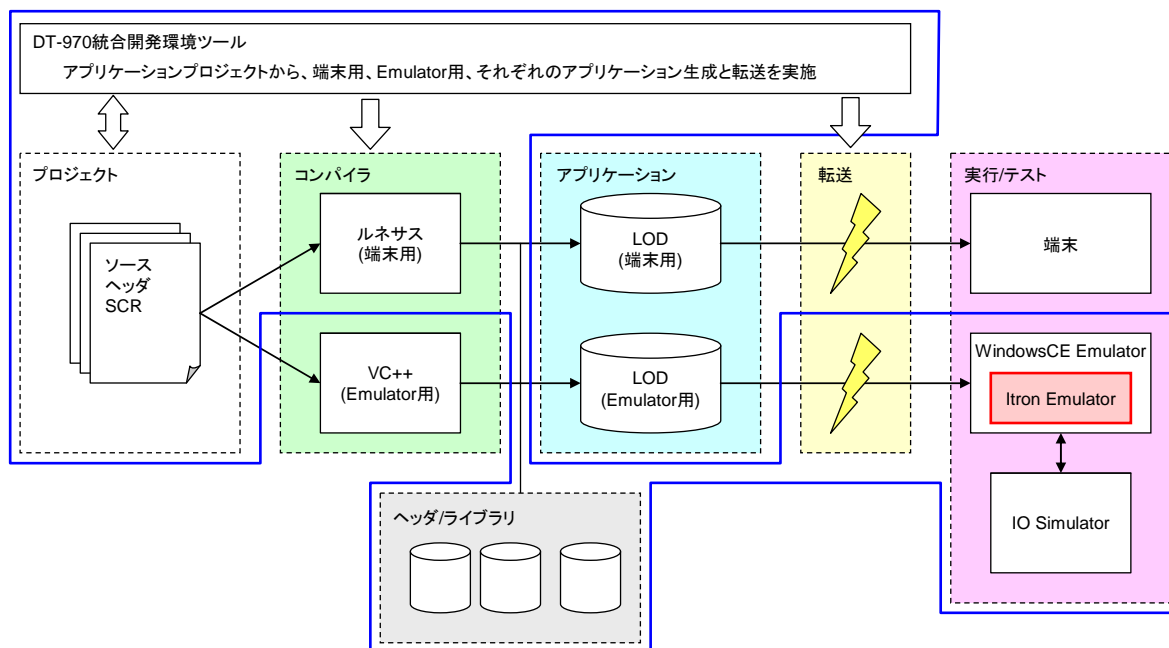 DT-970統合開発環境ツール
アプリケーションプロジェクトから、端末用、Emulator用、それぞれのアプリケーション生成と転送を実施
プロジェクト
ソース
ヘッダ
SCR
コンパイラ
ルネサス
(端末用)
VC++
(Emulator用)
アプリケーション
LOD
(端末用)
LOD
(Emulator用)
転送
実行/テスト
端末
WindowsCE Emulator
Itron Emulator
IO Simulator
ヘッダ/ライブラリ